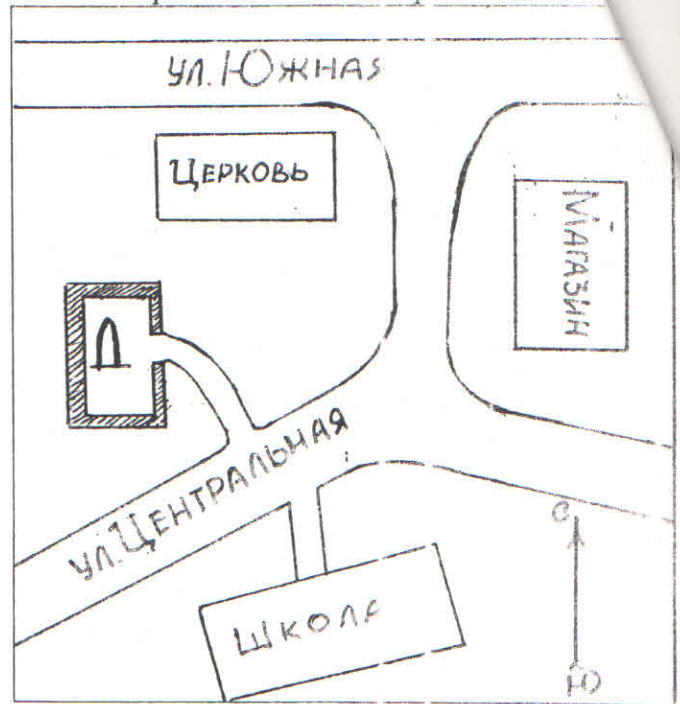 ул. Южная
Церковь
Магазин
ул. Центральная
Школа
С
Ю